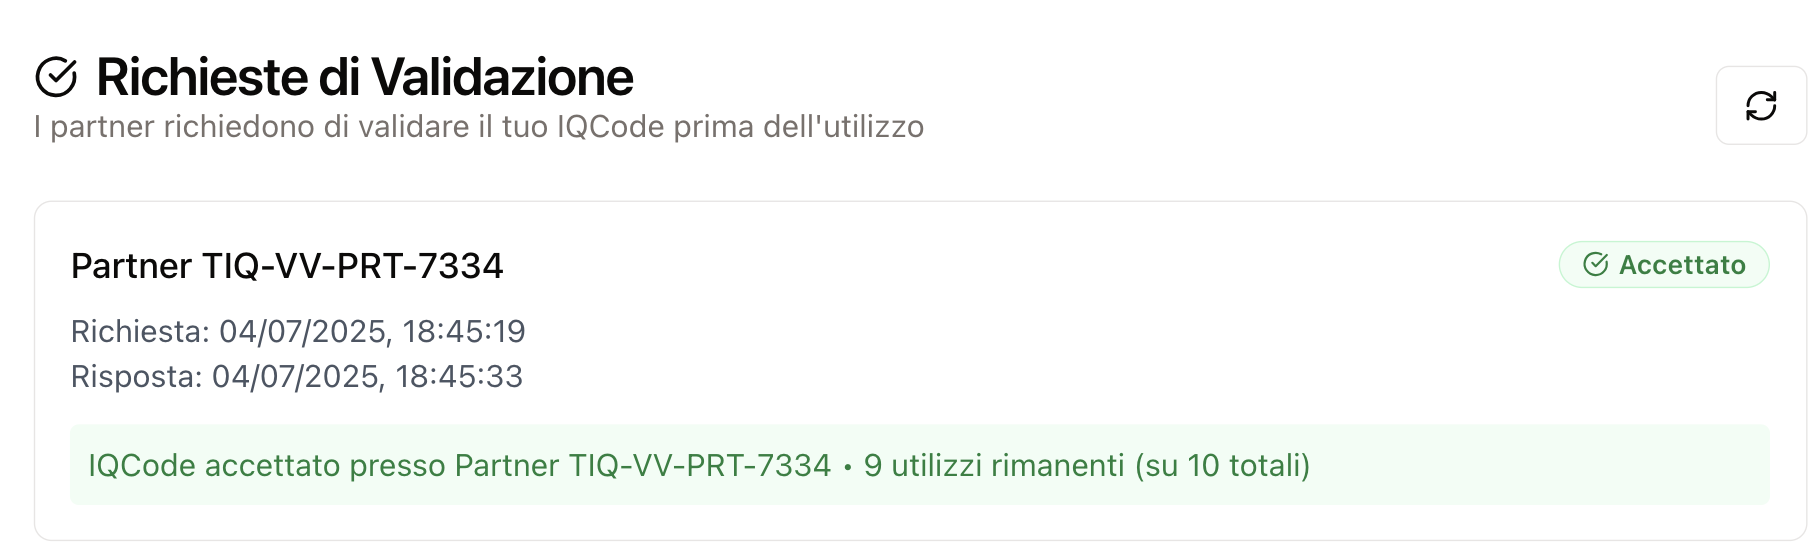 Richieste di Validazione
I partner richiedono di validare il tuo IQCode prima dell'utilizzo
Partner TIQ-VV-PRT-7334
Accettato
Richiesta: 04/07/2025, 18:45:19
Risposta: 04/07/2025, 18:45:33
IQCode accettato presso Partner TIQ-VV-PRT-7334 • 9 utilizzi rimanenti (su 10 totali)